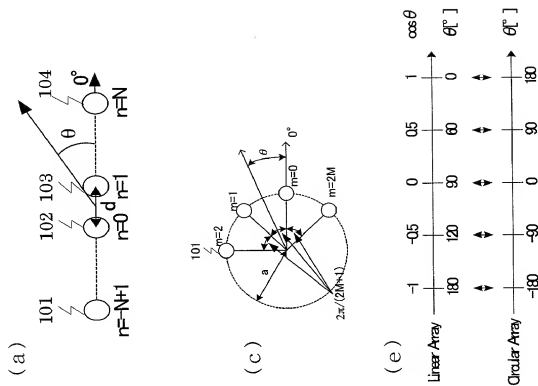 (a)
101
102
103
104
θ
0°
d
n=-N+1
n=0
n=1
n=N
(c)
101
m=2
m=1
m=0
m=2M
a
θ
0°
2π/(2M+1)
(e)
-1 -0.5 0 0.5 1 cosθ
Linear Array 180 120 90 60 0 θ[°]
Circular Array -180 -90 0 90 180 θ[°]